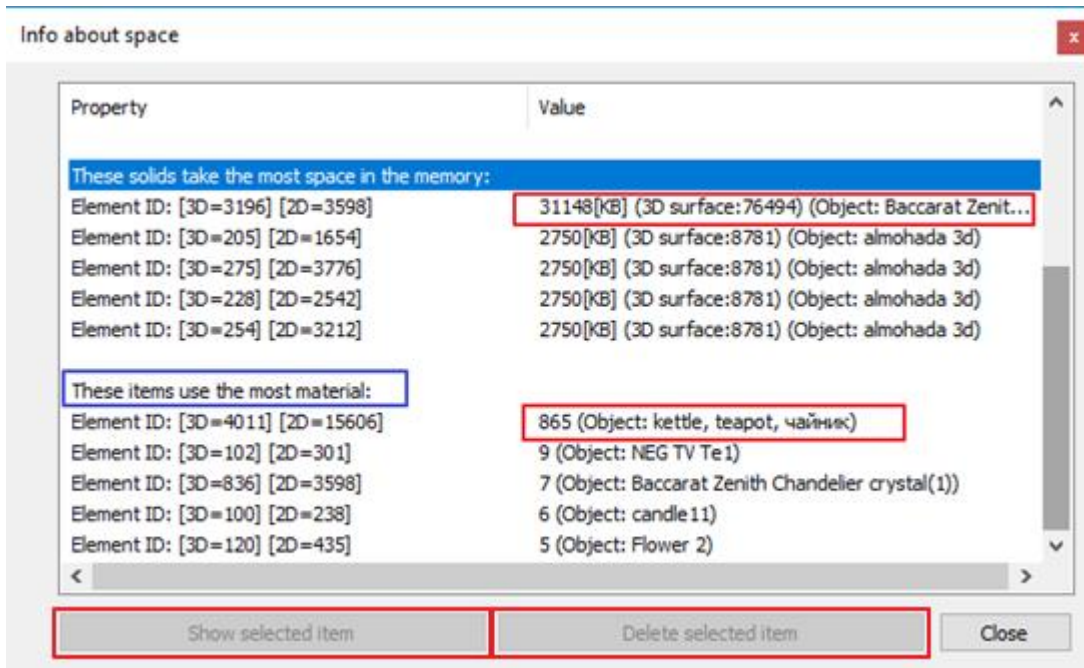 Info about space
x
Property Value
These solids take the most space in the memory:
Element ID: [3D=3196] [2D=3598] 31148[KB] (3D surface:76494) (Object: Baccarat Zenit...
Element ID: [3D=205] [2D=1654] 2750[KB] (3D surface:8781) (Object: almohada 3d)
Element ID: [3D=275] [2D=3776] 2750[KB] (3D surface:8781) (Object: almohada 3d)
Element ID: [3D=228] [2D=2542] 2750[KB] (3D surface:8781) (Object: almohada 3d)
Element ID: [3D=254] [2D=3212] 2750[KB] (3D surface:8781) (Object: almohada 3d)
These items use the most material:
Element ID: [3D=4011] [2D=15606] 865 (Object: kettle, teapot, чайник)
Element ID: [3D=102] [2D=301] 9 (Object: NEG TV Te1)
Element ID: [3D=836] [2D=3598] 7 (Object: Baccarat Zenith Chandelier crystal(1))
Element ID: [3D=100] [2D=238] 6 (Object: candle11)
Element ID: [3D=120] [2D=435] 5 (Object: Flower 2)
Show selected item Delete selected item Close